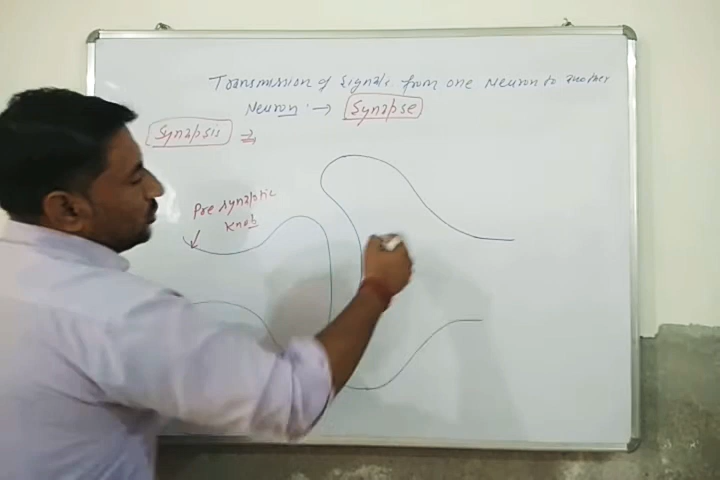 Transmission of signals from one Neuron to another
Neuron. → Synapse
Synapsis ⇒
Pre synaptic
Knob